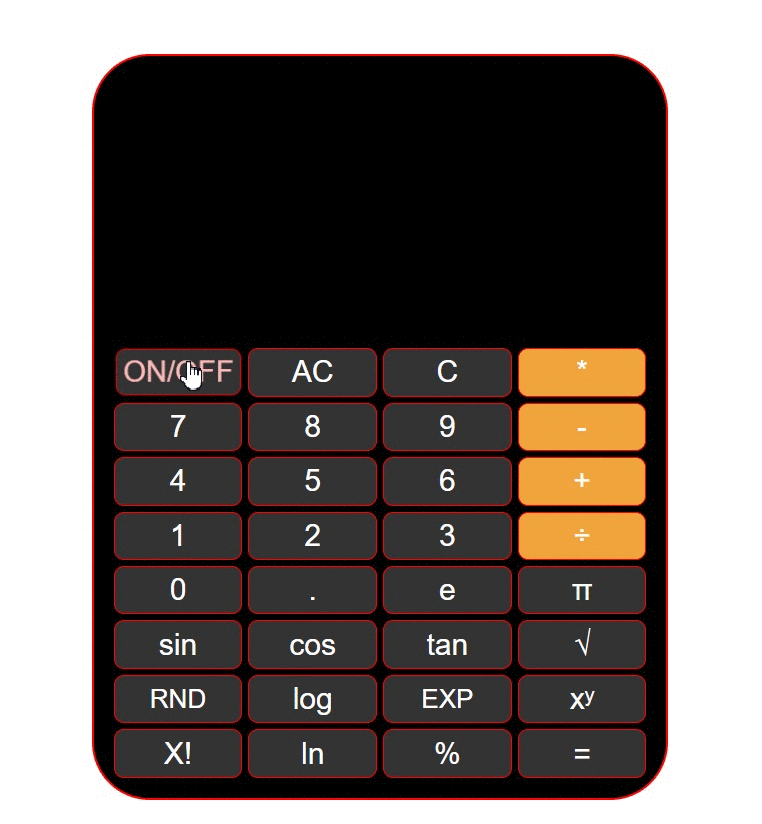 ON/OFF AC C *
7 8 9 -
4 5 6 +
1 2 3 ÷
0 . e π
sin cos tan √
RND log EXP xʸ
X! ln % =